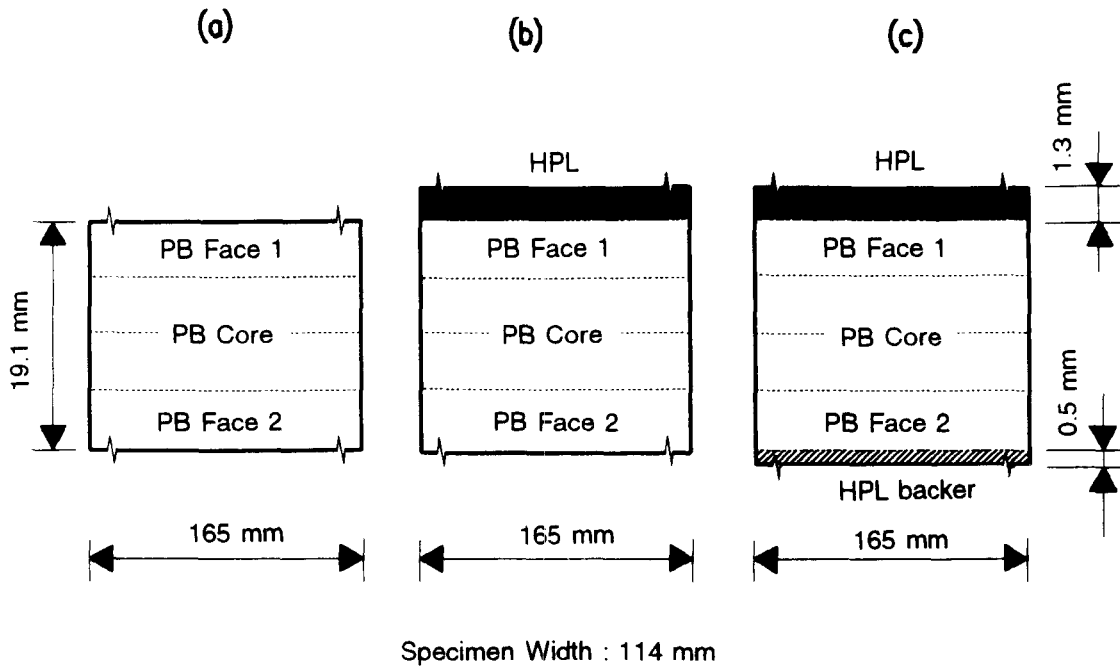 (a)
(b)
(c)
HPL
HPL
1.3 mm
PB Face 1
PB Face 1
PB Face 1
19.1 mm
PB Core
PB Core
PB Core
PB Face 2
PB Face 2
PB Face 2
0.5 mm
HPL backer
165 mm
165 mm
165 mm
Specimen Width : 114 mm